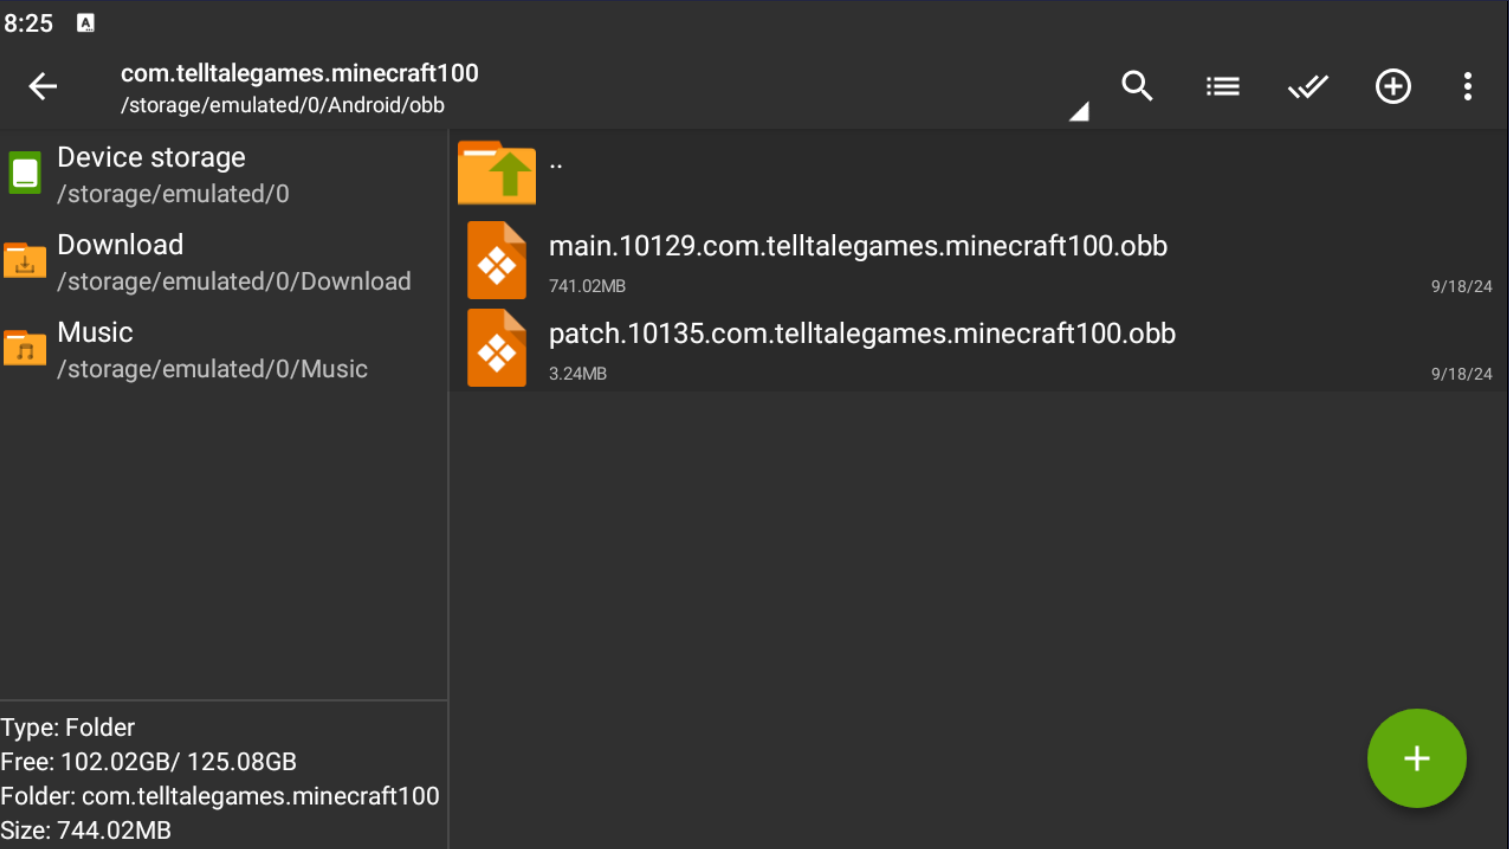 8:25 A
com.telltalegames.minecraft100
/storage/emulated/0/Android/obb
Device storage
/storage/emulated/0
Download
/storage/emulated/0/Download
Music
/storage/emulated/0/Music
..
main.10129.com.telltalegames.minecraft100.obb
741.02MB 9/18/24
patch.10135.com.telltalegames.minecraft100.obb
3.24MB 9/18/24
Type: Folder
Free: 102.02GB/ 125.08GB
Folder: com.telltalegames.minecraft100
Size: 744.02MB